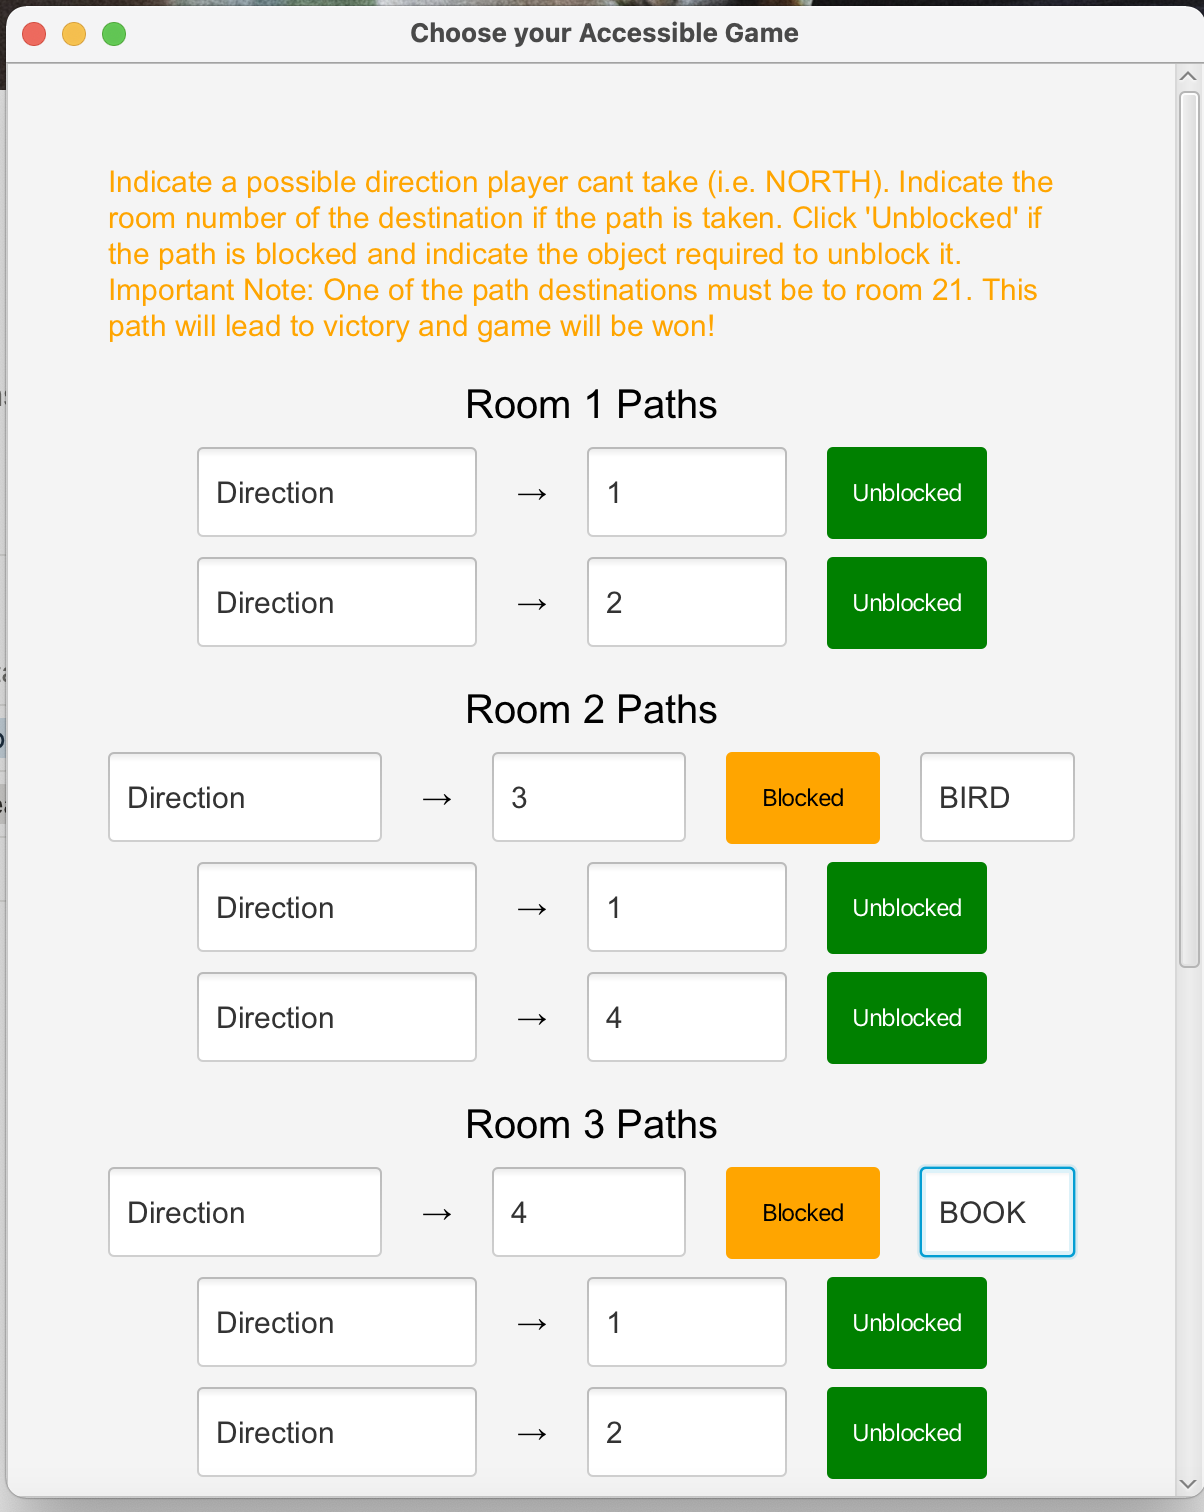 Choose your Accessible Game
Indicate a possible direction player cant take (i.e. NORTH). Indicate the
room number of the destination if the path is taken. Click 'Unblocked' if
the path is blocked and indicate the object required to unblock it.
Important Note: One of the path destinations must be to room 21. This
path will lead to victory and game will be won!
Room 1 Paths
Direction → 1 Unblocked
Direction → 2 Unblocked
Room 2 Paths
Direction → 3 Blocked BIRD
Direction → 1 Unblocked
Direction → 4 Unblocked
Room 3 Paths
Direction → 4 Blocked BOOK
Direction → 1 Unblocked
Direction → 2 Unblocked